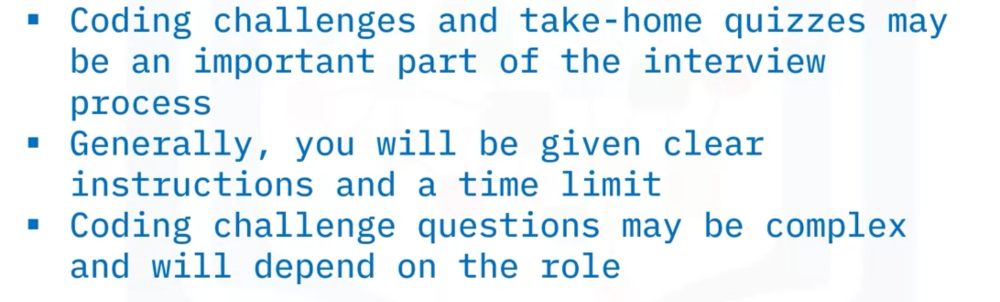 ▪ Coding challenges and take-home quizzes may
be an important part of the interview
process
▪ Generally, you will be given clear
instructions and a time limit
▪ Coding challenge questions may be complex
and will depend on the role